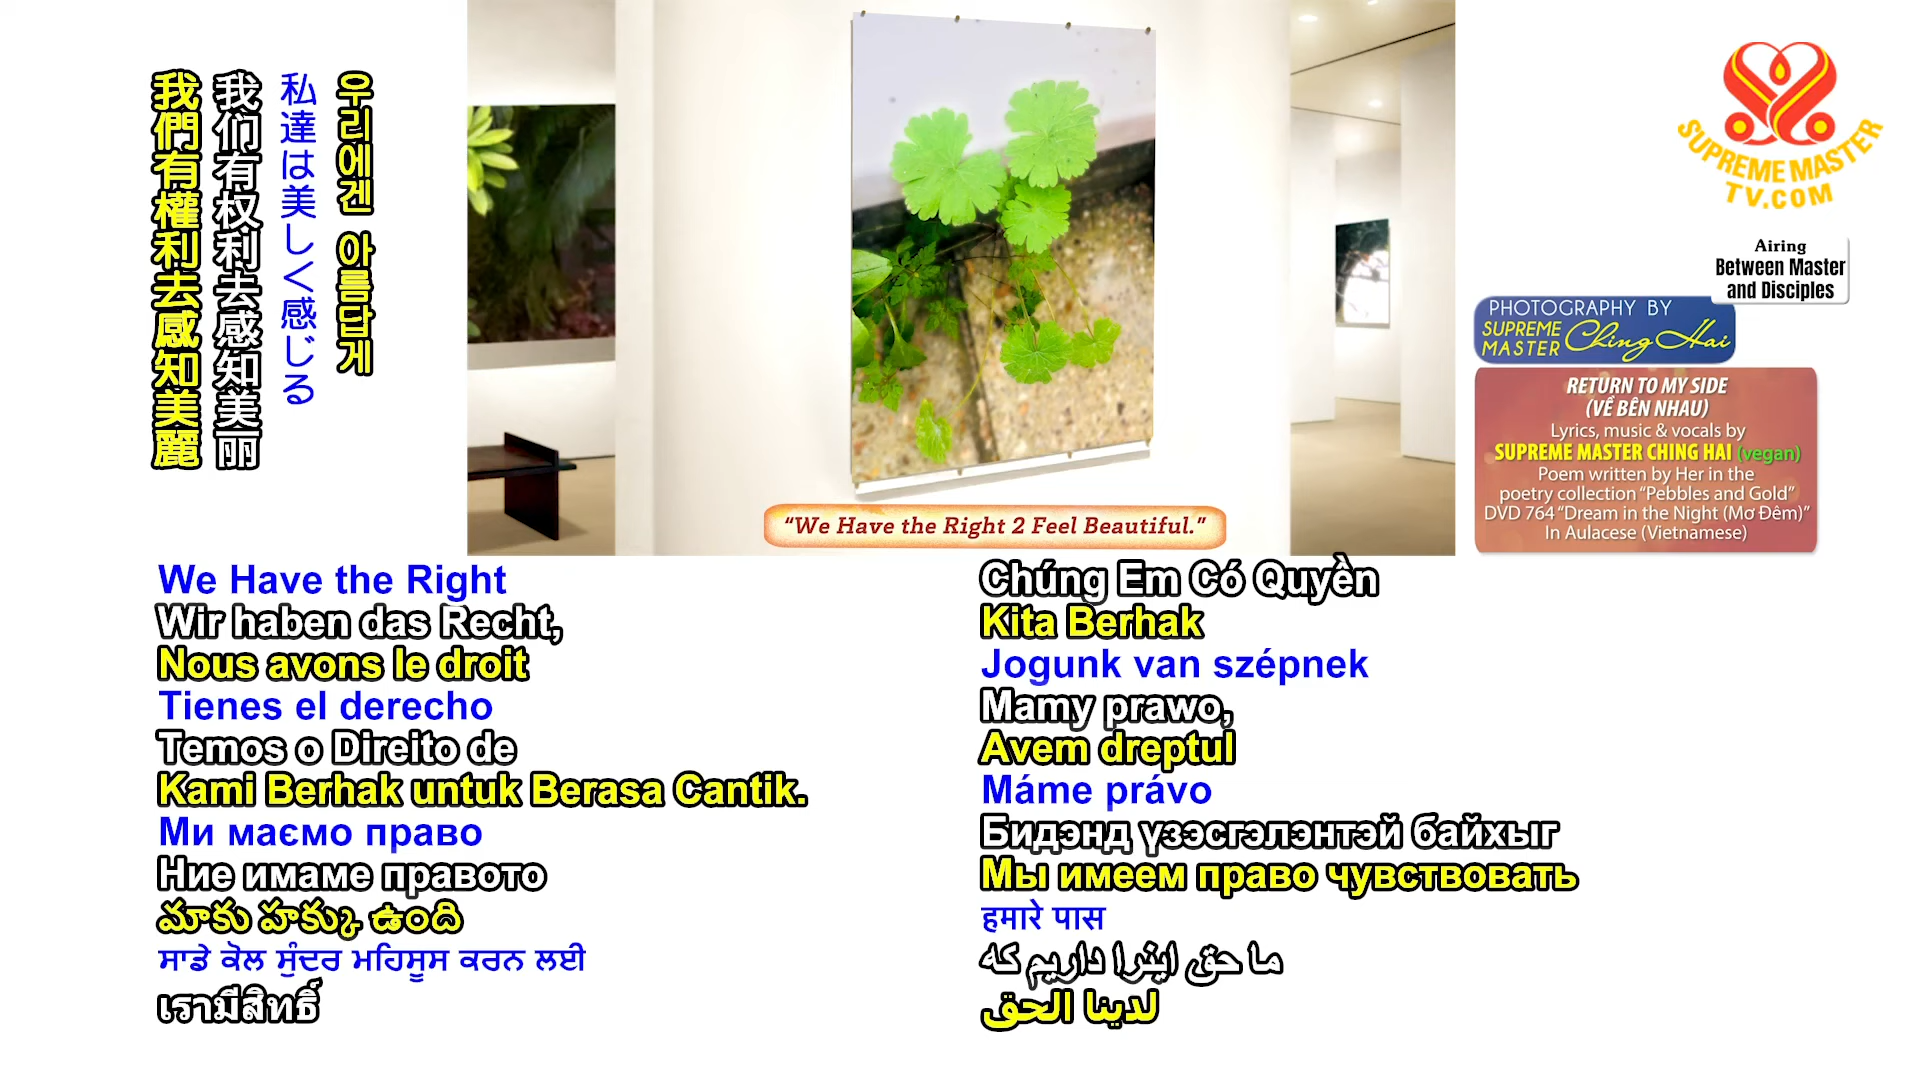 我們有權利去感知美麗
我们有权利去感知美丽
私達は美しく感じる
우리에겐 아름답게
SUPREME MASTER
TV.COM
Airing
Between Master
and Disciples
PHOTOGRAPHY BY
SUPREME
MASTER Ching Hai
RETURN TO MY SIDE
(VỀ BÊN NHAU)
Lyrics, music & vocals by
SUPREME MASTER CHING HAI (vegan)
Poem written by Her in the
poetry collection “Pebbles and Gold”
DVD 764 “Dream in the Night (Mơ Đêm)”
In Aulacese (Vietnamese)
“We Have the Right 2 Feel Beautiful.”
We Have the Right
Wir haben das Recht,
Nous avons le droit
Tienes el derecho
Temos o Direito de
Kami Berhak untuk Berasa Cantik.
Ми маємо право
Ние имаме правото
మాకు హక్కు ఉంది
ਸਾਡੇ ਕੋਲ ਸੁੰਦਰ ਮਹਿਸੂਸ ਕਰਨ ਲਈ
เรามีสิทธิ์
Chúng Em Có Quyền
Kita Berhak
Jogunk van szépnek
Mamy prawo,
Avem dreptul
Máme právo
Бидэнд үзэсгэлэнтэй байхыг
Мы имеем право чувствовать
हमारे पास
ما حق اینرا داریم که
لدينا الحق